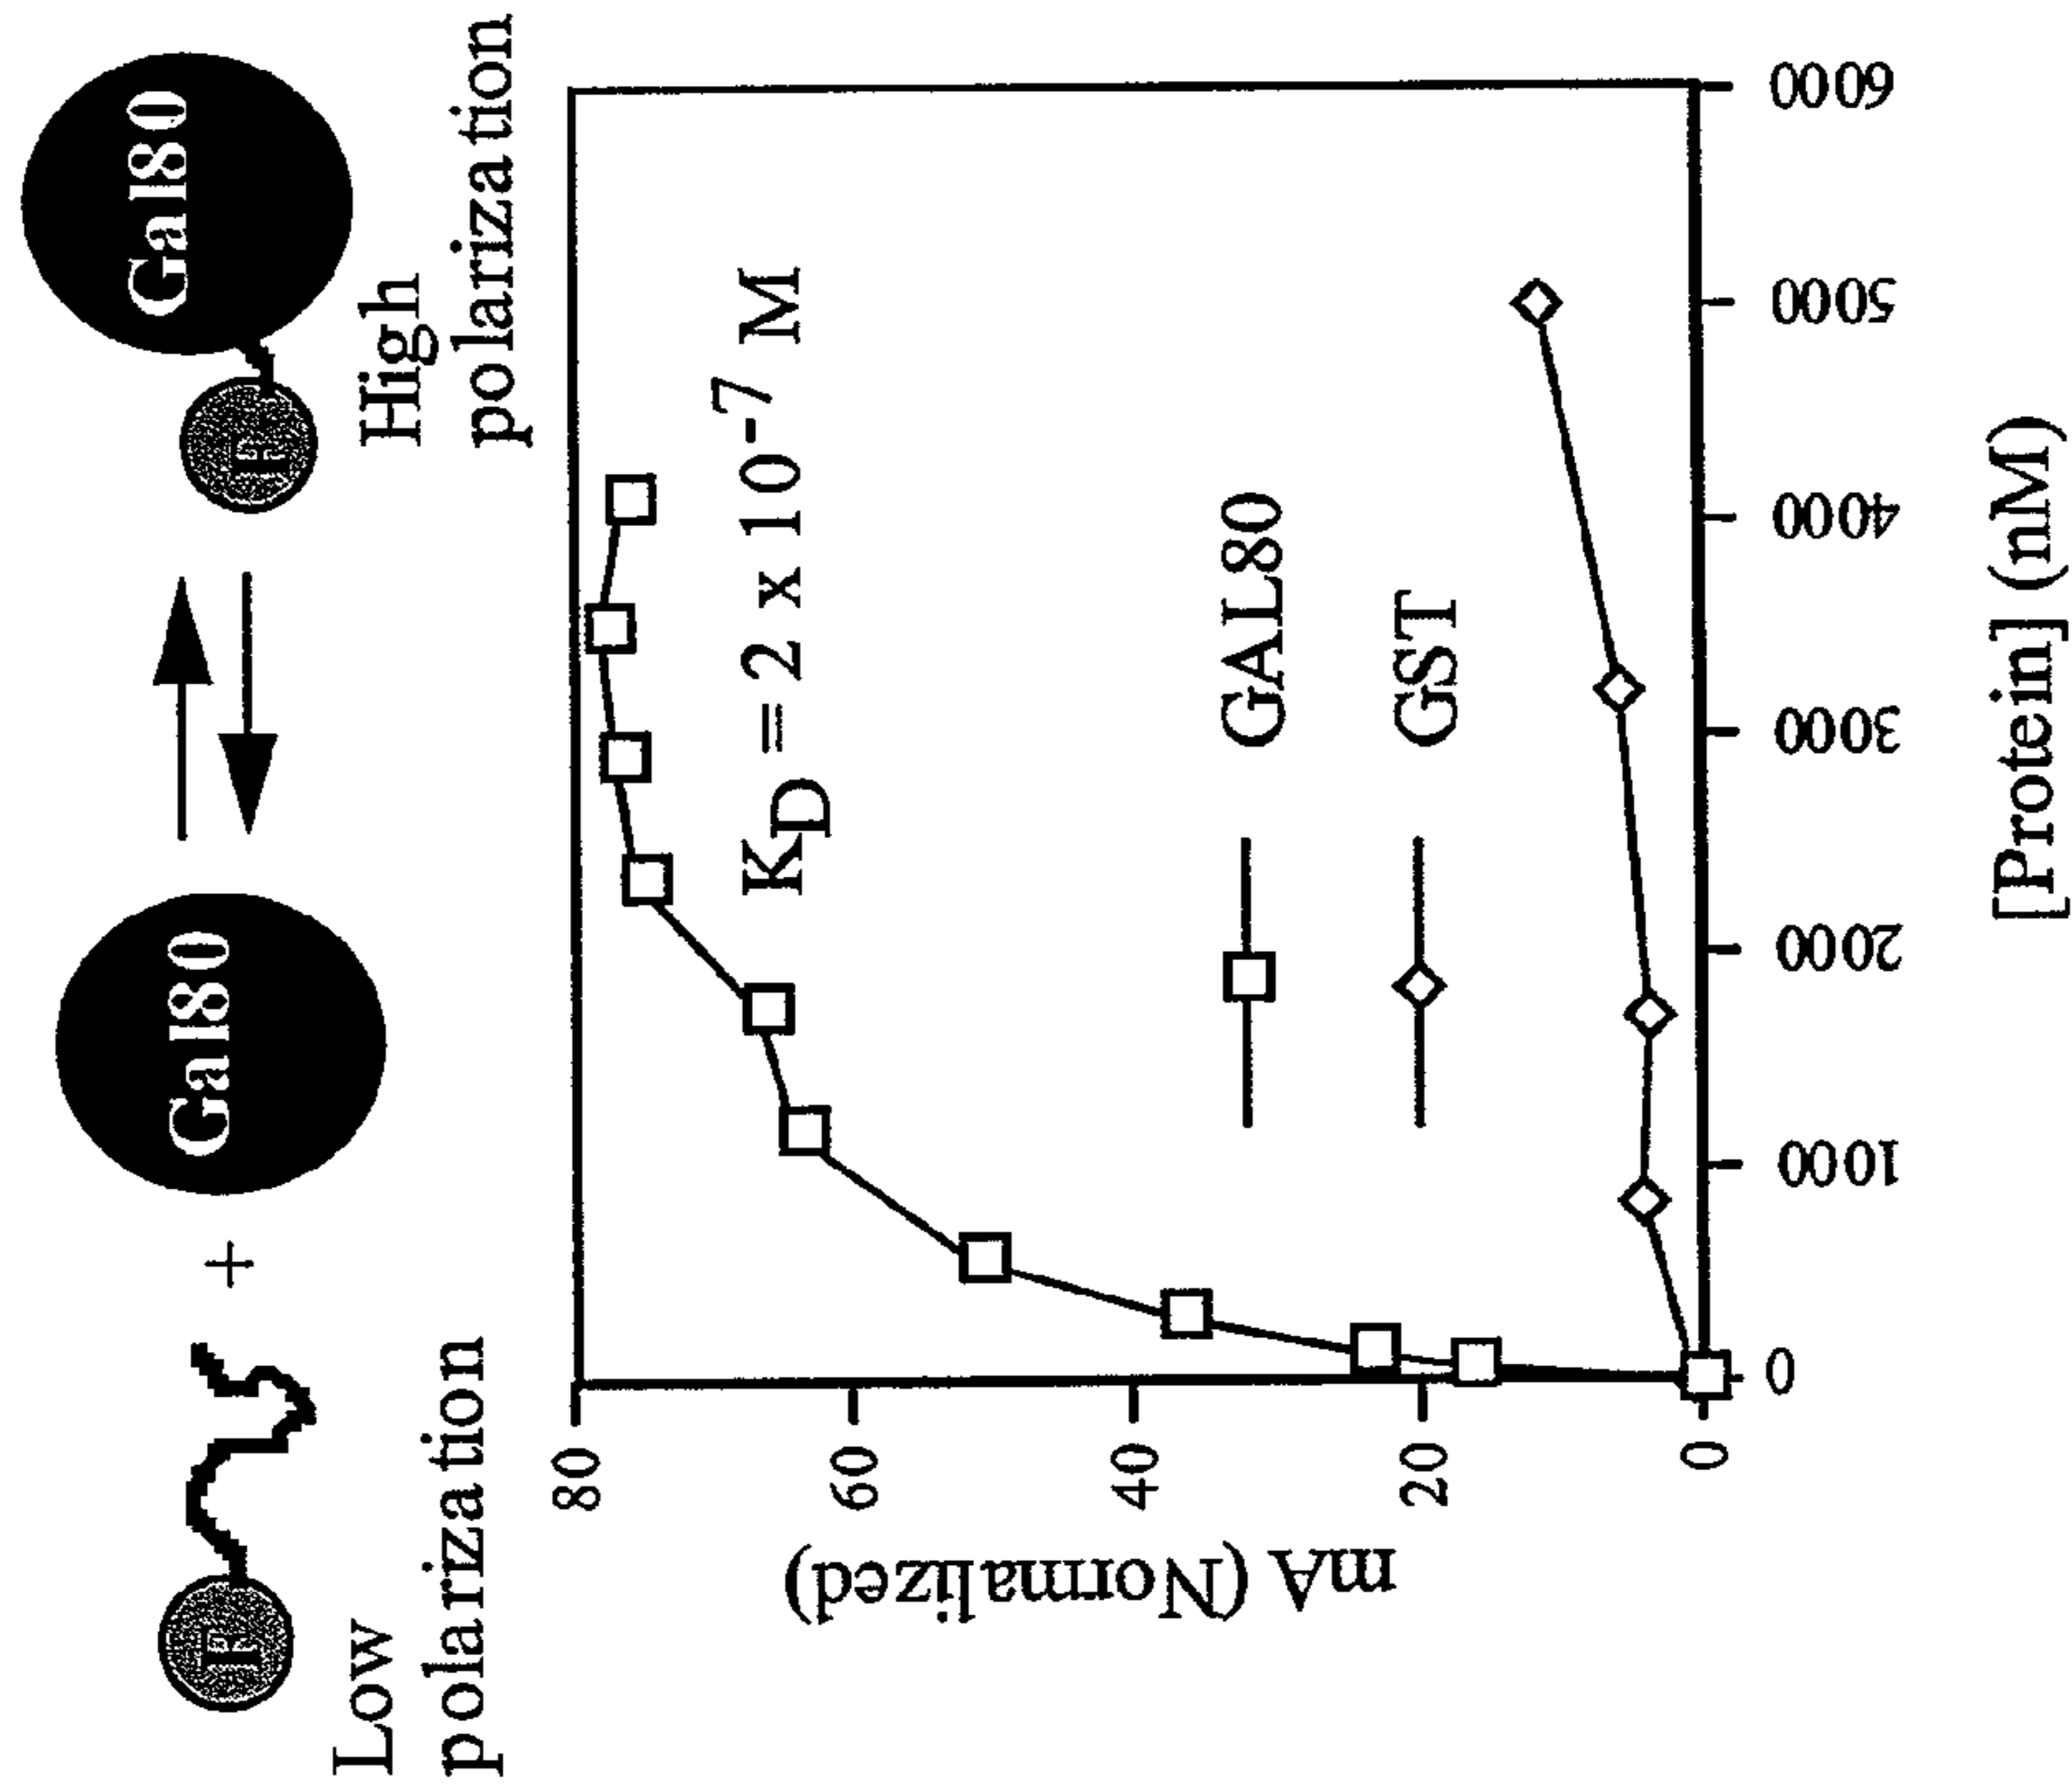 F
+
Gal80
Gal80
F
Low
polarization
High
polarization
80
60
40
20
0
mA (Normalized)
K_D = 2 x 10^-7 M
GAL80
GST
0
1000
2000
3000
4000
5000
6000
[Protein] (nM)